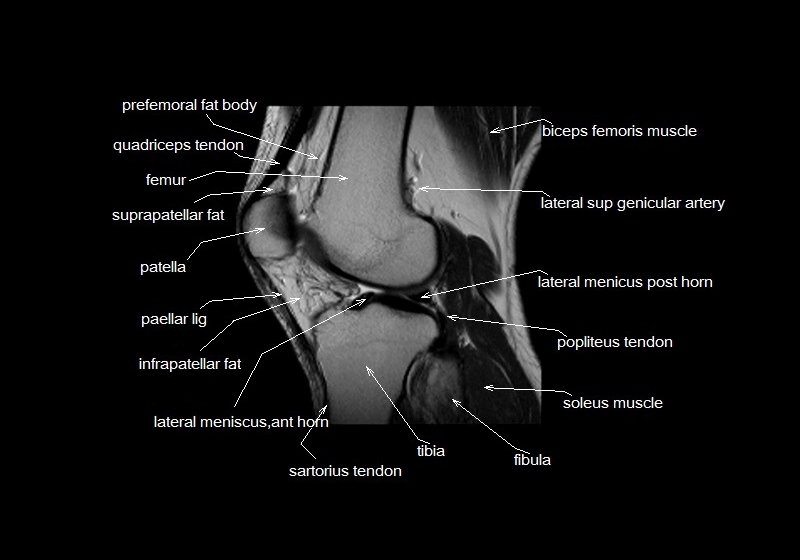 prefemoral fat body
biceps femoris muscle
quadriceps tendon
femur
lateral sup genicular artery
suprapatellar fat
patella
lateral menicus post horn
paellar lig
popliteus tendon
infrapatellar fat
soleus muscle
lateral meniscus,ant horn
tibia
fibula
sartorius tendon